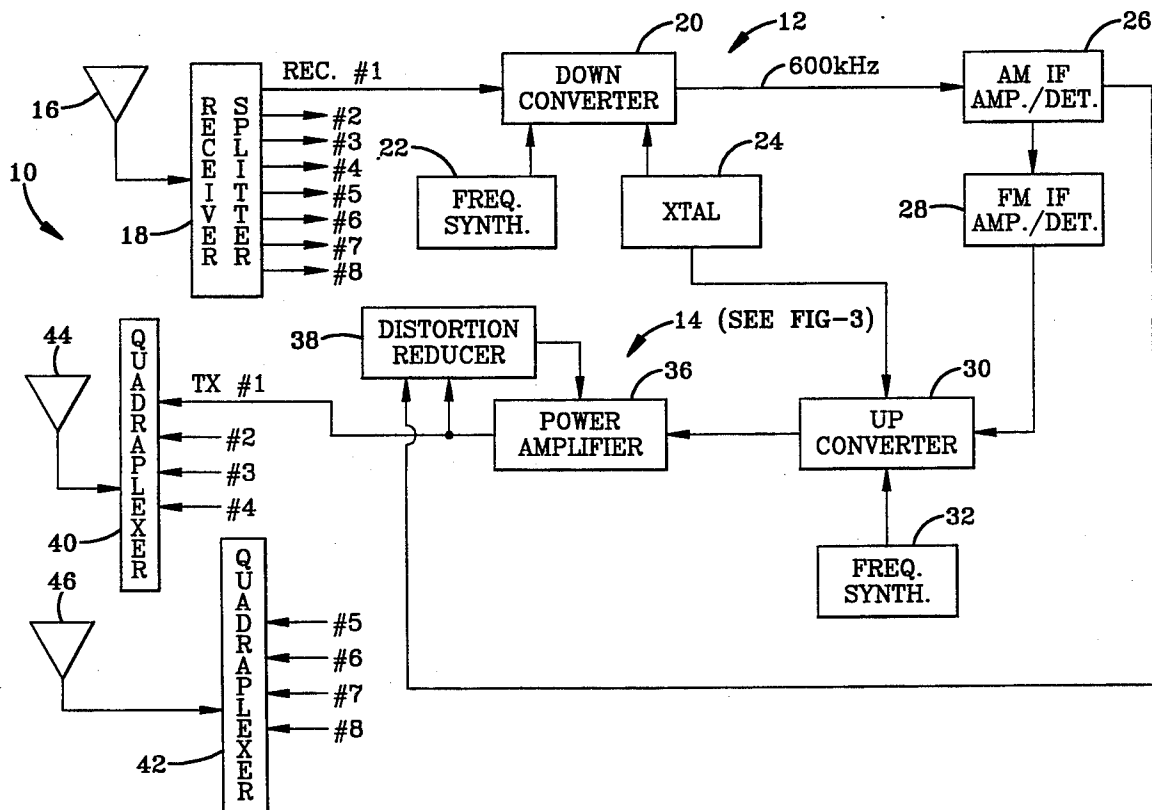 20
12
26
16
REC. #1
DOWN
CONVERTER
600kHz
AM IF
AMP./DET.
RECEIVER
SPLITTER
#2
#3
#4
#5
#6
#7
#8
10
18
22
FREQ.
SYNTH.
24
XTAL
28
FM IF
AMP./DET.
44
QUADRAPLEXER
38
DISTORTION
REDUCER
14 (SEE FIG-3)
36
30
TX #1
POWER
AMPLIFIER
UP
CONVERTER
#2
#3
#4
40
32
FREQ.
SYNTH.
46
QUADRAPLEXER
#5
#6
#7
#8
42